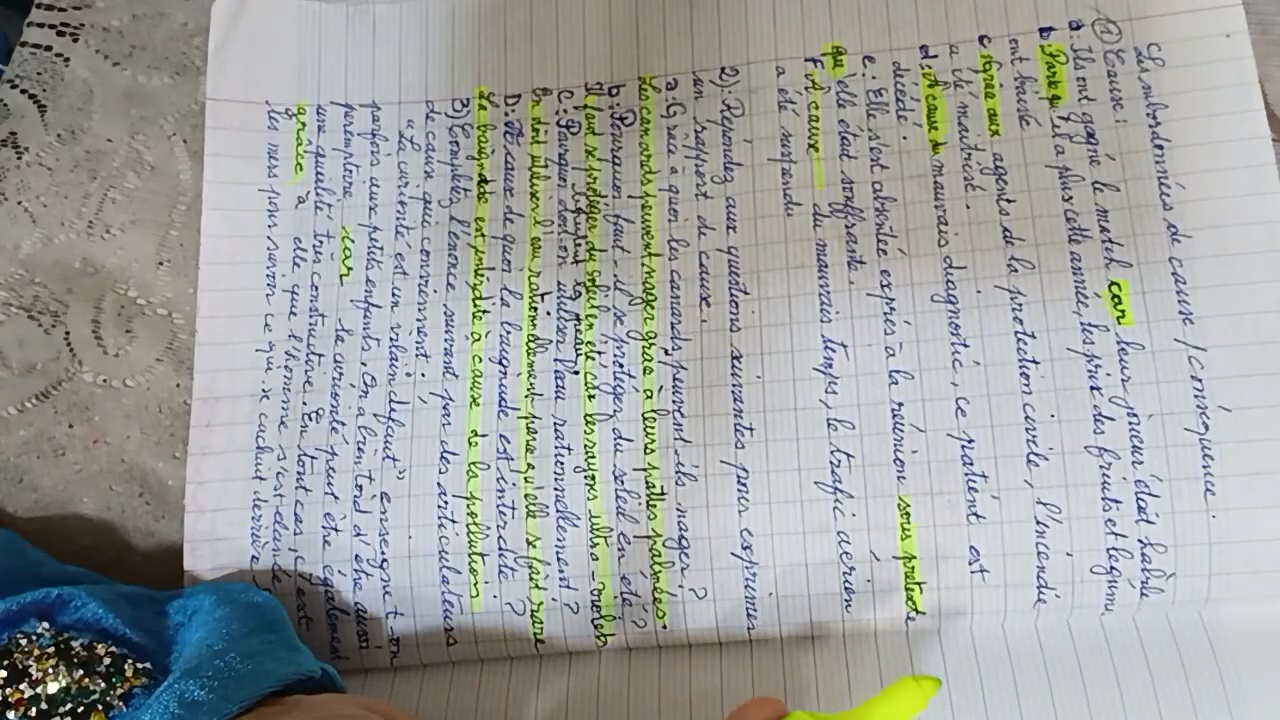 Les subordonnées de cause / conséquence.
① Cause :
a. Ils ont gagné le match car leur joueur était habile
b. Parce qu'il a plus cette année, les prix des fruits et légumes
ont baissé
c. grâce aux agents de la protection civile, l'incendie
a été maitrisé.
d. A cause du mauvais diagnostic, ce patient est
décédé.
e. Elle s'est absentée exprès à la réunion sous prétexte
que elle était souffrante.
F. A cause du mauvais temps, le trafic aérien
a été suspendu
2) Répondez aux questions suivantes pour exprimer
un rapport de cause.
a. Grâce à quoi les canards peuvent-ils nager ?
Les canards peuvent nager grâce à leurs pattes palmées.
b. Pourquoi faut-il se protéger du soleil en été ?
Il faut se protéger du soleil en été car les rayons ultra-violets
brulent la peau
c. Pourquoi doit-on utiliser l'eau rationnellement ?
On doit utiliser l'eau rationnellement parce qu'elle se fait rare
D. A cause de quoi la baignade est interdite ?
La baignade est interdite à cause de la pollution
3) Complétez l'énoncé suivant par des articulateurs
de cause qui conviennent :
"La curiosité est un vilain défaut" enseigne t-on
parfois aux petits enfants. On a bien tord d'être aussi
péremptoire car la curiosité peut être également
une qualité très constructive. En tout cas, c'est
grâce à elle que l'homme s'est élancé
les mers pour savoir ce qui se cachait derrière